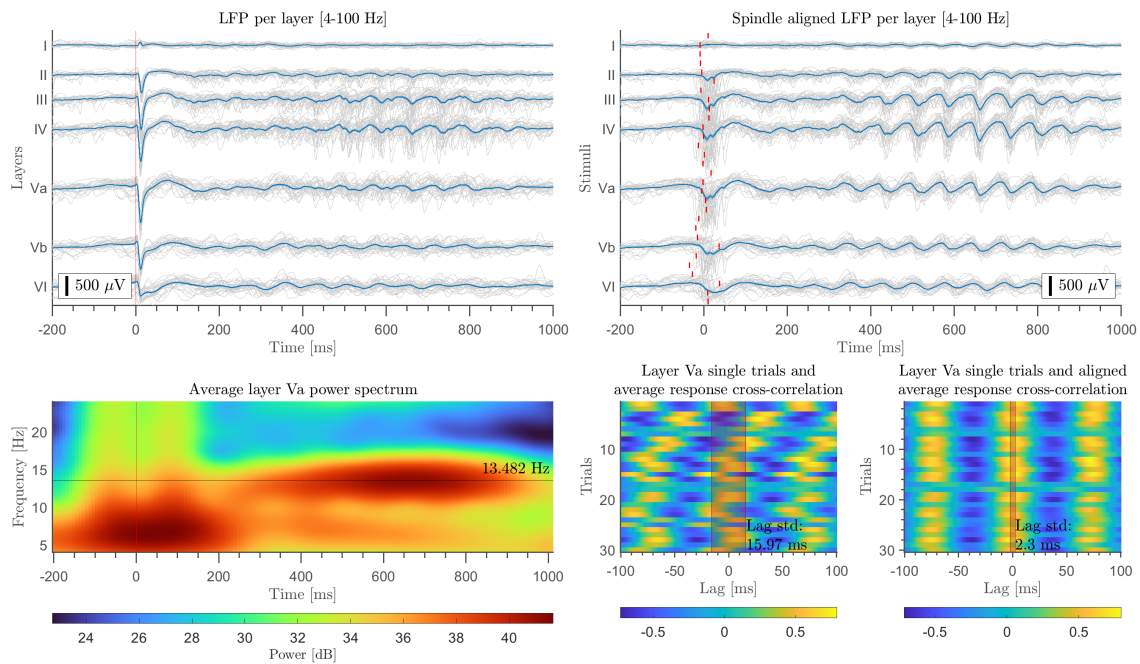 LFP per layer [4-100 Hz]
I
II
III
IV
Va
Vb
VI
Layers
500 μV
-200 0 200 400 600 800 1000
Time [ms]
Spindle aligned LFP per layer [4-100 Hz]
I
II
III
IV
Va
Vb
VI
Stimuli
500 μV
-200 0 200 400 600 800 1000
Time [ms]
Average layer Va power spectrum
20
15
10
5
Frequency [Hz]
13.482 Hz
-200 0 200 400 600 800 1000
Time [ms]
24 26 28 30 32 34 36 38 40
Power [dB]
Layer Va single trials and
average response cross-correlation
10
20
30
Trials
Lag std:
15.97 ms
-100 -50 0 50 100
Lag [ms]
-0.5 0 0.5
Layer Va single trials and aligned
average response cross-correlation
10
20
30
Trials
Lag std:
2.3 ms
-100 -50 0 50 100
Lag [ms]
-0.5 0 0.5